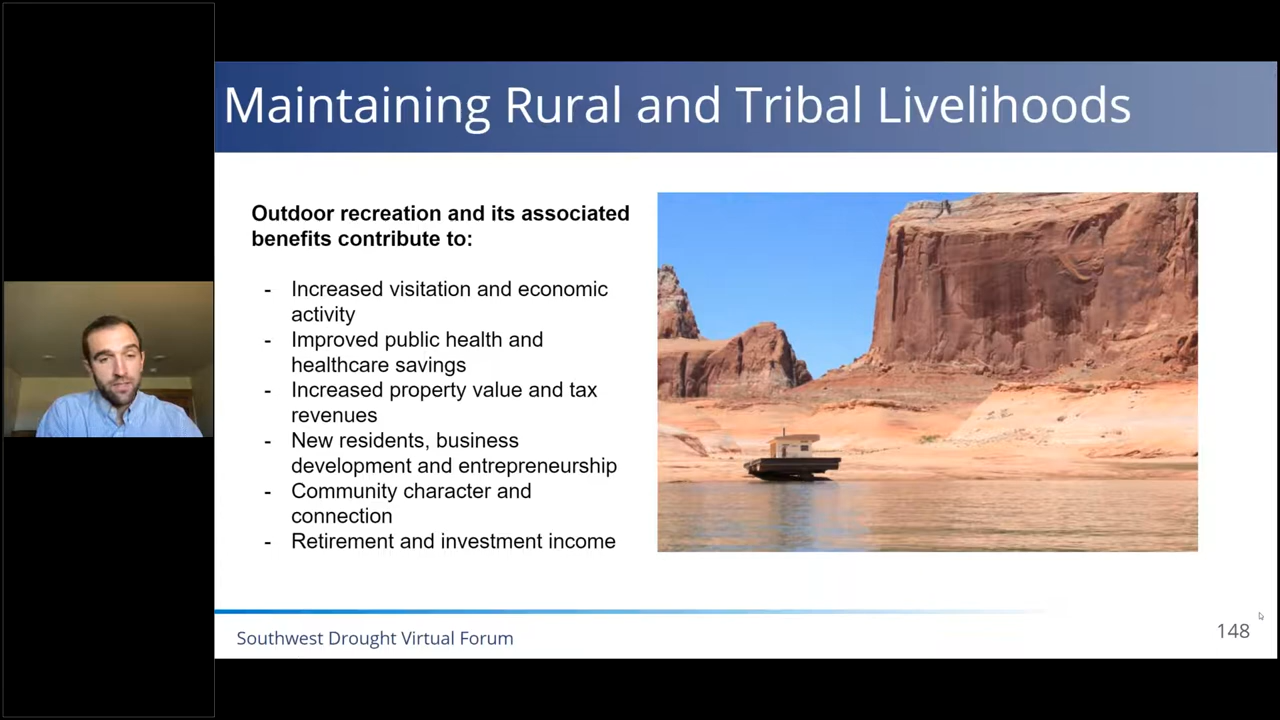 Maintaining Rural and Tribal Livelihoods
Outdoor recreation and its associated
benefits contribute to:
- Increased visitation and economic
activity
- Improved public health and
healthcare savings
- Increased property value and tax
revenues
- New residents, business
development and entrepreneurship
- Community character and
connection
- Retirement and investment income
Southwest Drought Virtual Forum
148